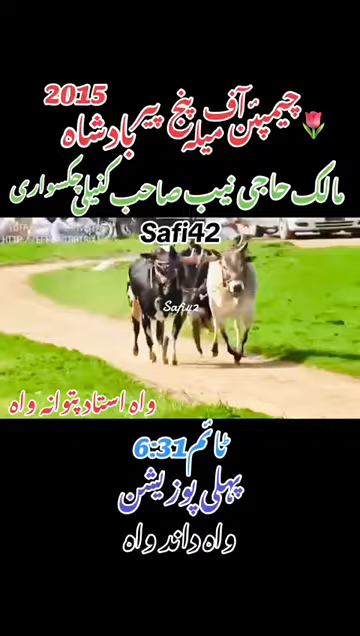 2015
چیمپئن آف پنج پیر
میلہ بادشاہ
مالک حاجی نیب صاحب کنیلی چکسواری
Safi42
Safi42
واہ استاد پتوانہ واہ
ٹائم 6:31
پہلی پوزیشن
واہ داند واہ